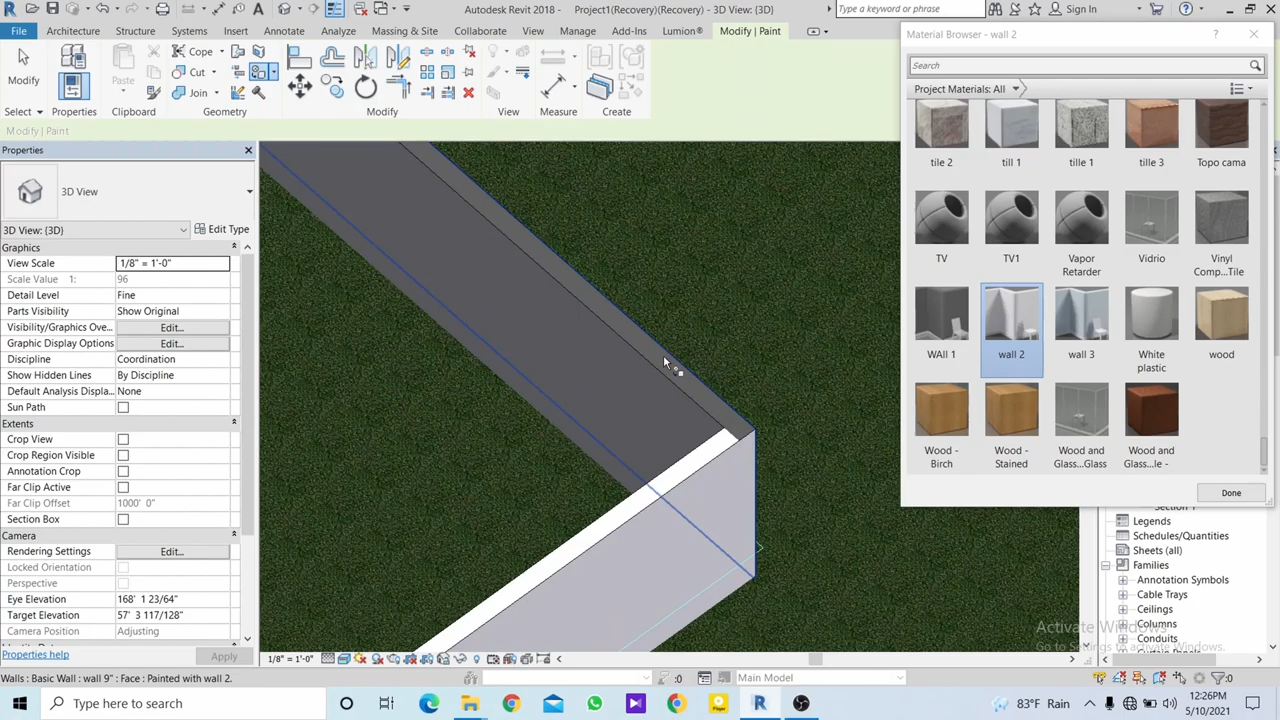 Autodesk Revit 2018 - Project1(Recovery)(Recovery) - 3D View: {3D}
Type a keyword or phrase
Sign In
File Architecture Structure Systems Insert Annotate Analyze Massing & Site Collaborate View Manage Add-Ins Lumion® Modify | Paint
Modify
Paste
Cope
Cut
Join
Select Properties Clipboard Geometry Modify View Measure Create
Modify | Paint
Properties
3D View
3D View: {3D}
Edit Type
Graphics
View Scale 1/8" = 1'-0"
Scale Value 1: 96
Detail Level Fine
Parts Visibility Show Original
Visibility/Graphics Ove... Edit...
Graphic Display Options Edit...
Discipline Coordination
Show Hidden Lines By Discipline
Default Analysis Displa... None
Sun Path
Extents
Crop View
Crop Region Visible
Annotation Crop
Far Clip Active
Far Clip Offset 1000' 0"
Section Box
Camera
Rendering Settings Edit...
Locked Orientation
Perspective
Eye Elevation 168' 1 23/64"
Target Elevation 57' 3 117/128"
Camera Position Adjusting
Properties help
Apply
1/8" = 1'-0"
Material Browser - wall 2
Search
Project Materials: All
tile 2 till 1 tille 1 tille 3 Topo cama
TV TV1 Vapor Retarder Vidrio Vinyl Comp...Tile
WAll 1 wall 2 wall 3 White plastic wood
Wood - Birch Wood - Stained Wood and Glass...Glass Wood and Glass...le -
Done
Legends
Schedules/Quantities
Sheets (all)
Families
Annotation Symbols
Cable Trays
Ceilings
Columns
Conduits
Activate Windows
Go to Settings to activate Windows.
Walls : Basic Wall : wall 9" : Face : Painted with wall 2.
:0
Main Model
:0
Type here to search
83°F Rain
12:26PM
5/10/2021